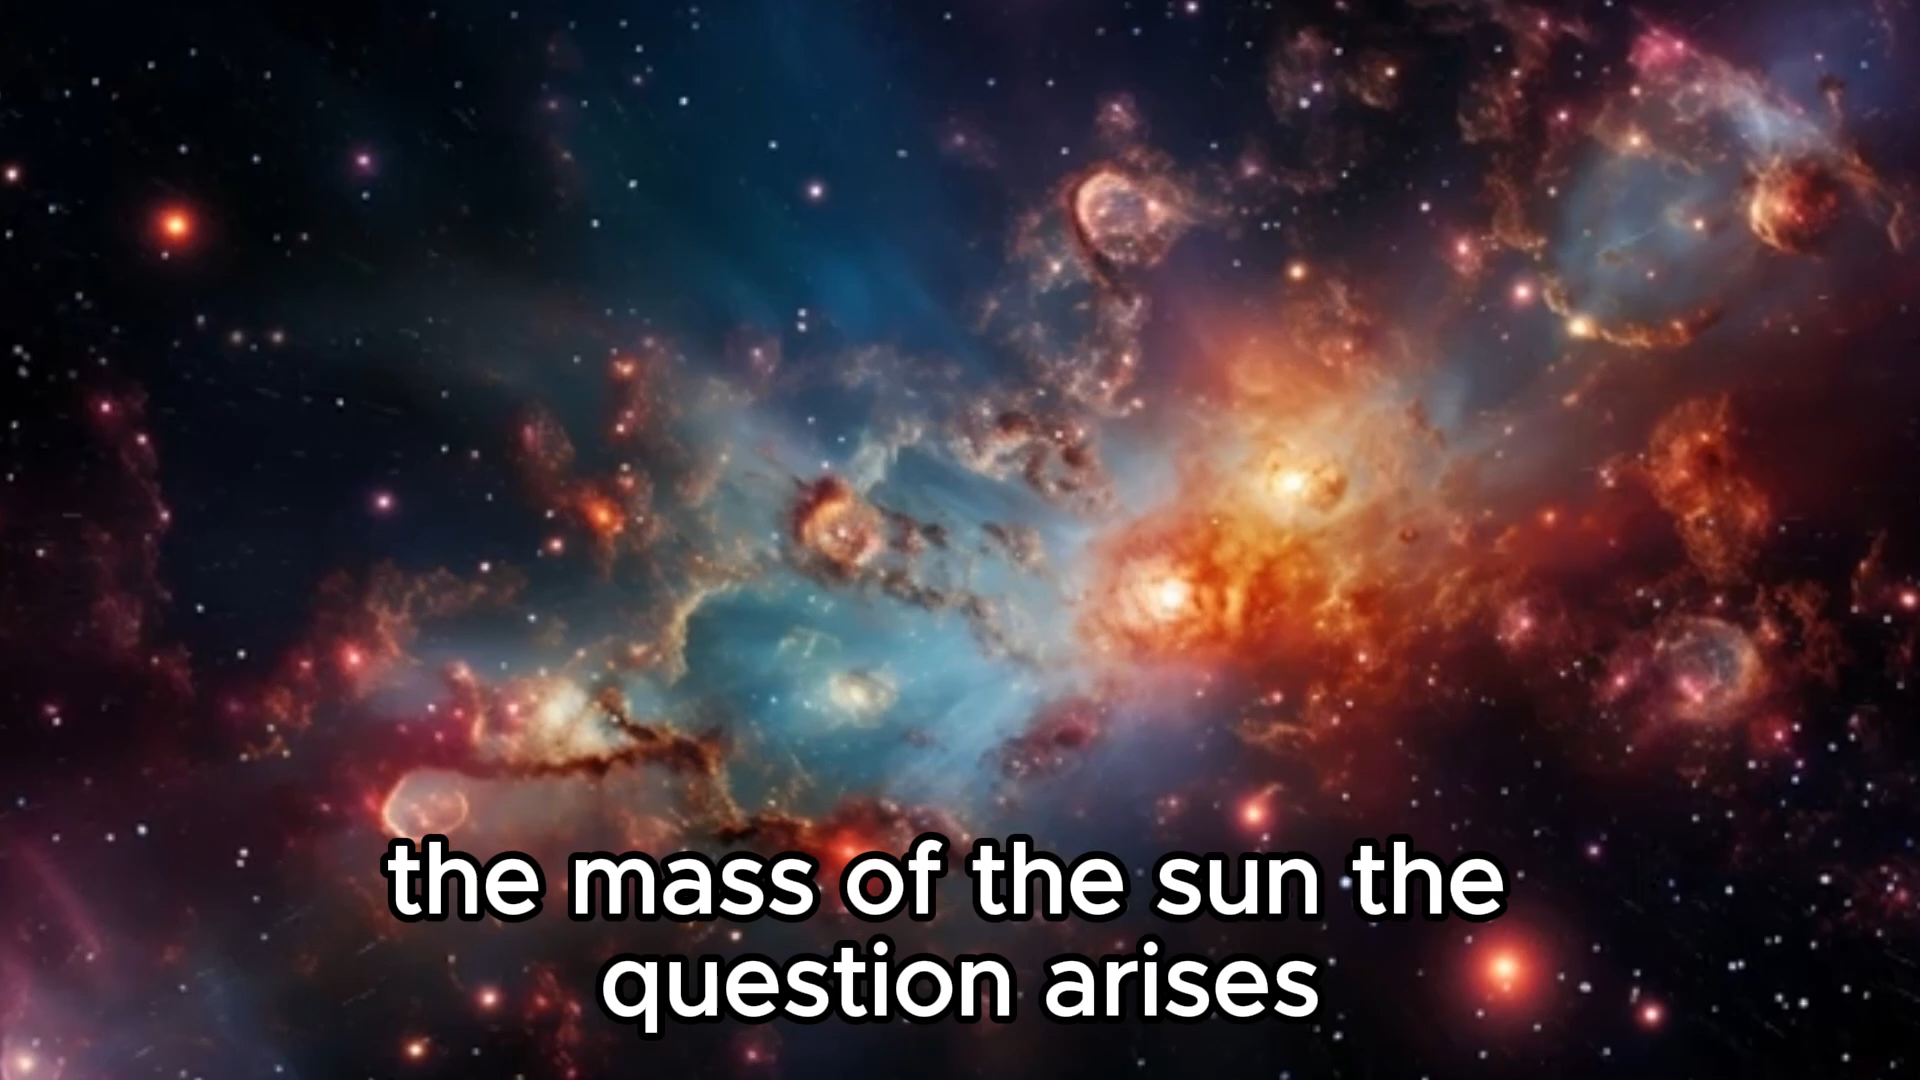 the mass of the sun the
question arises